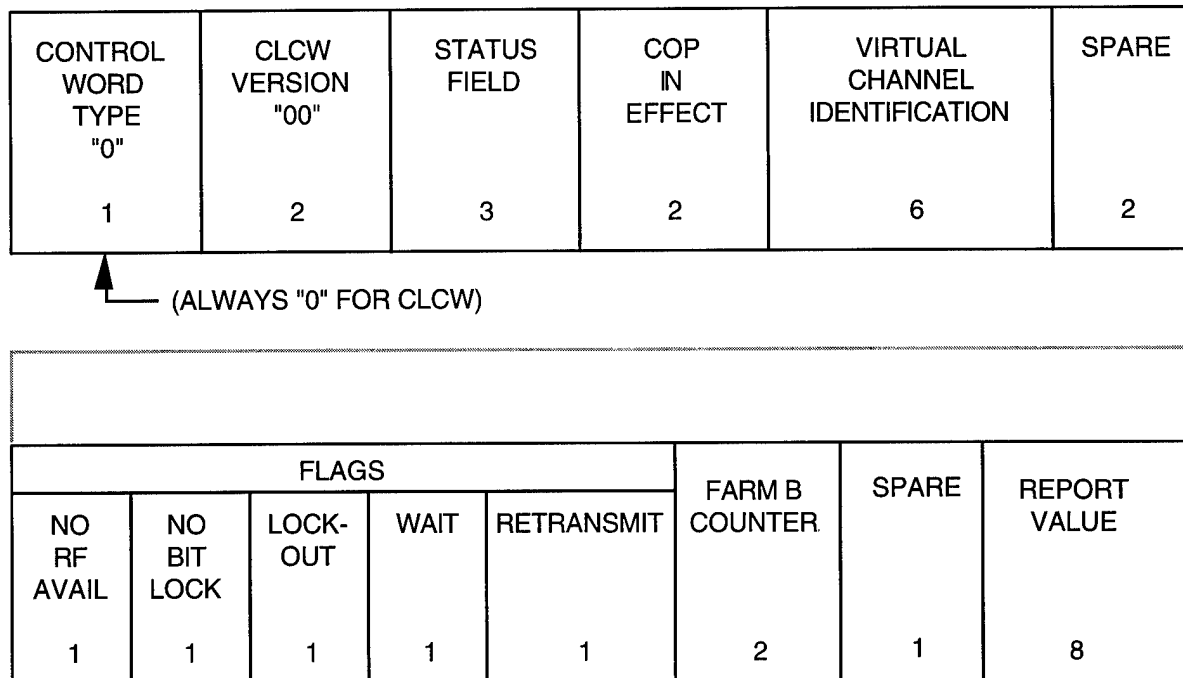 CONTROL
WORD
TYPE
"0"
1
CLCW
VERSION
"00"
2
STATUS
FIELD
3
COP
IN
EFFECT
2
VIRTUAL
CHANNEL
IDENTIFICATION
6
SPARE
2
(ALWAYS "0" FOR CLCW)
FLAGS
NO
RF
AVAIL
1
NO
BIT
LOCK
1
LOCK-
OUT
1
WAIT
1
RETRANSMIT
1
FARM B
COUNTER
2
SPARE
1
REPORT
VALUE
8